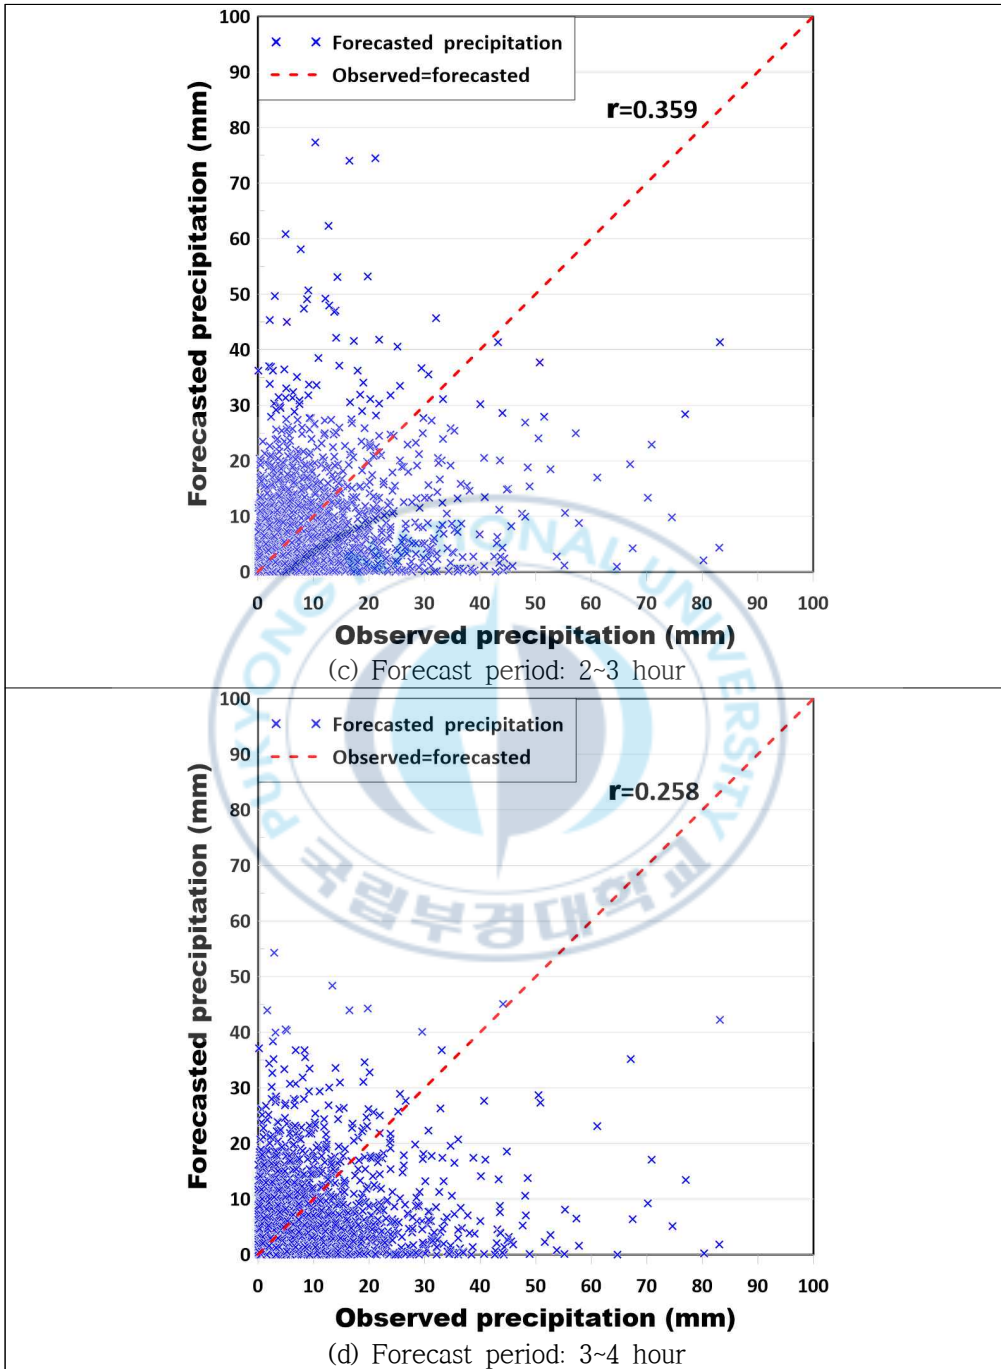 100
90
80
70
60
50
40
30
20
10
0
Forecasted precipitation (mm)
Forecasted precipitation
Observed=forecasted
r=0.359
0 10 20 30 40 50 60 70 80 90 100
Observed precipitation (mm)
(c) Forecast period: 2~3 hour
100
90
80
70
60
50
40
30
20
10
0
Forecasted precipitation (mm)
Forecasted precipitation
Observed=forecasted
r=0.258
0 10 20 30 40 50 60 70 80 90 100
Observed precipitation (mm)
(d) Forecast period: 3~4 hour
PUKYONG NATIONAL UNIVERSITY
국립부경대학교